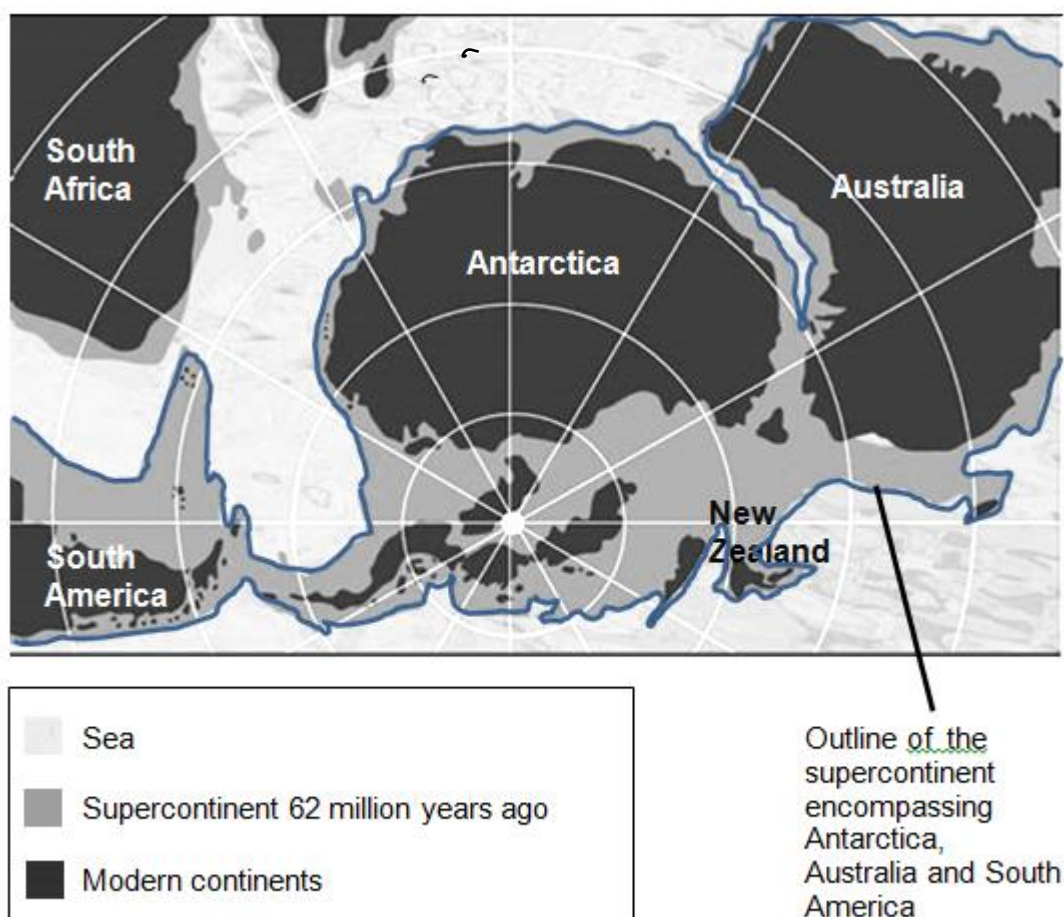 South
Africa
Australia
Antarctica
New
Zealand
South
America
Sea
Supercontinent 62 million years ago
Modern continents
Outline of the
supercontinent
encompassing
Antarctica,
Australia and South
America